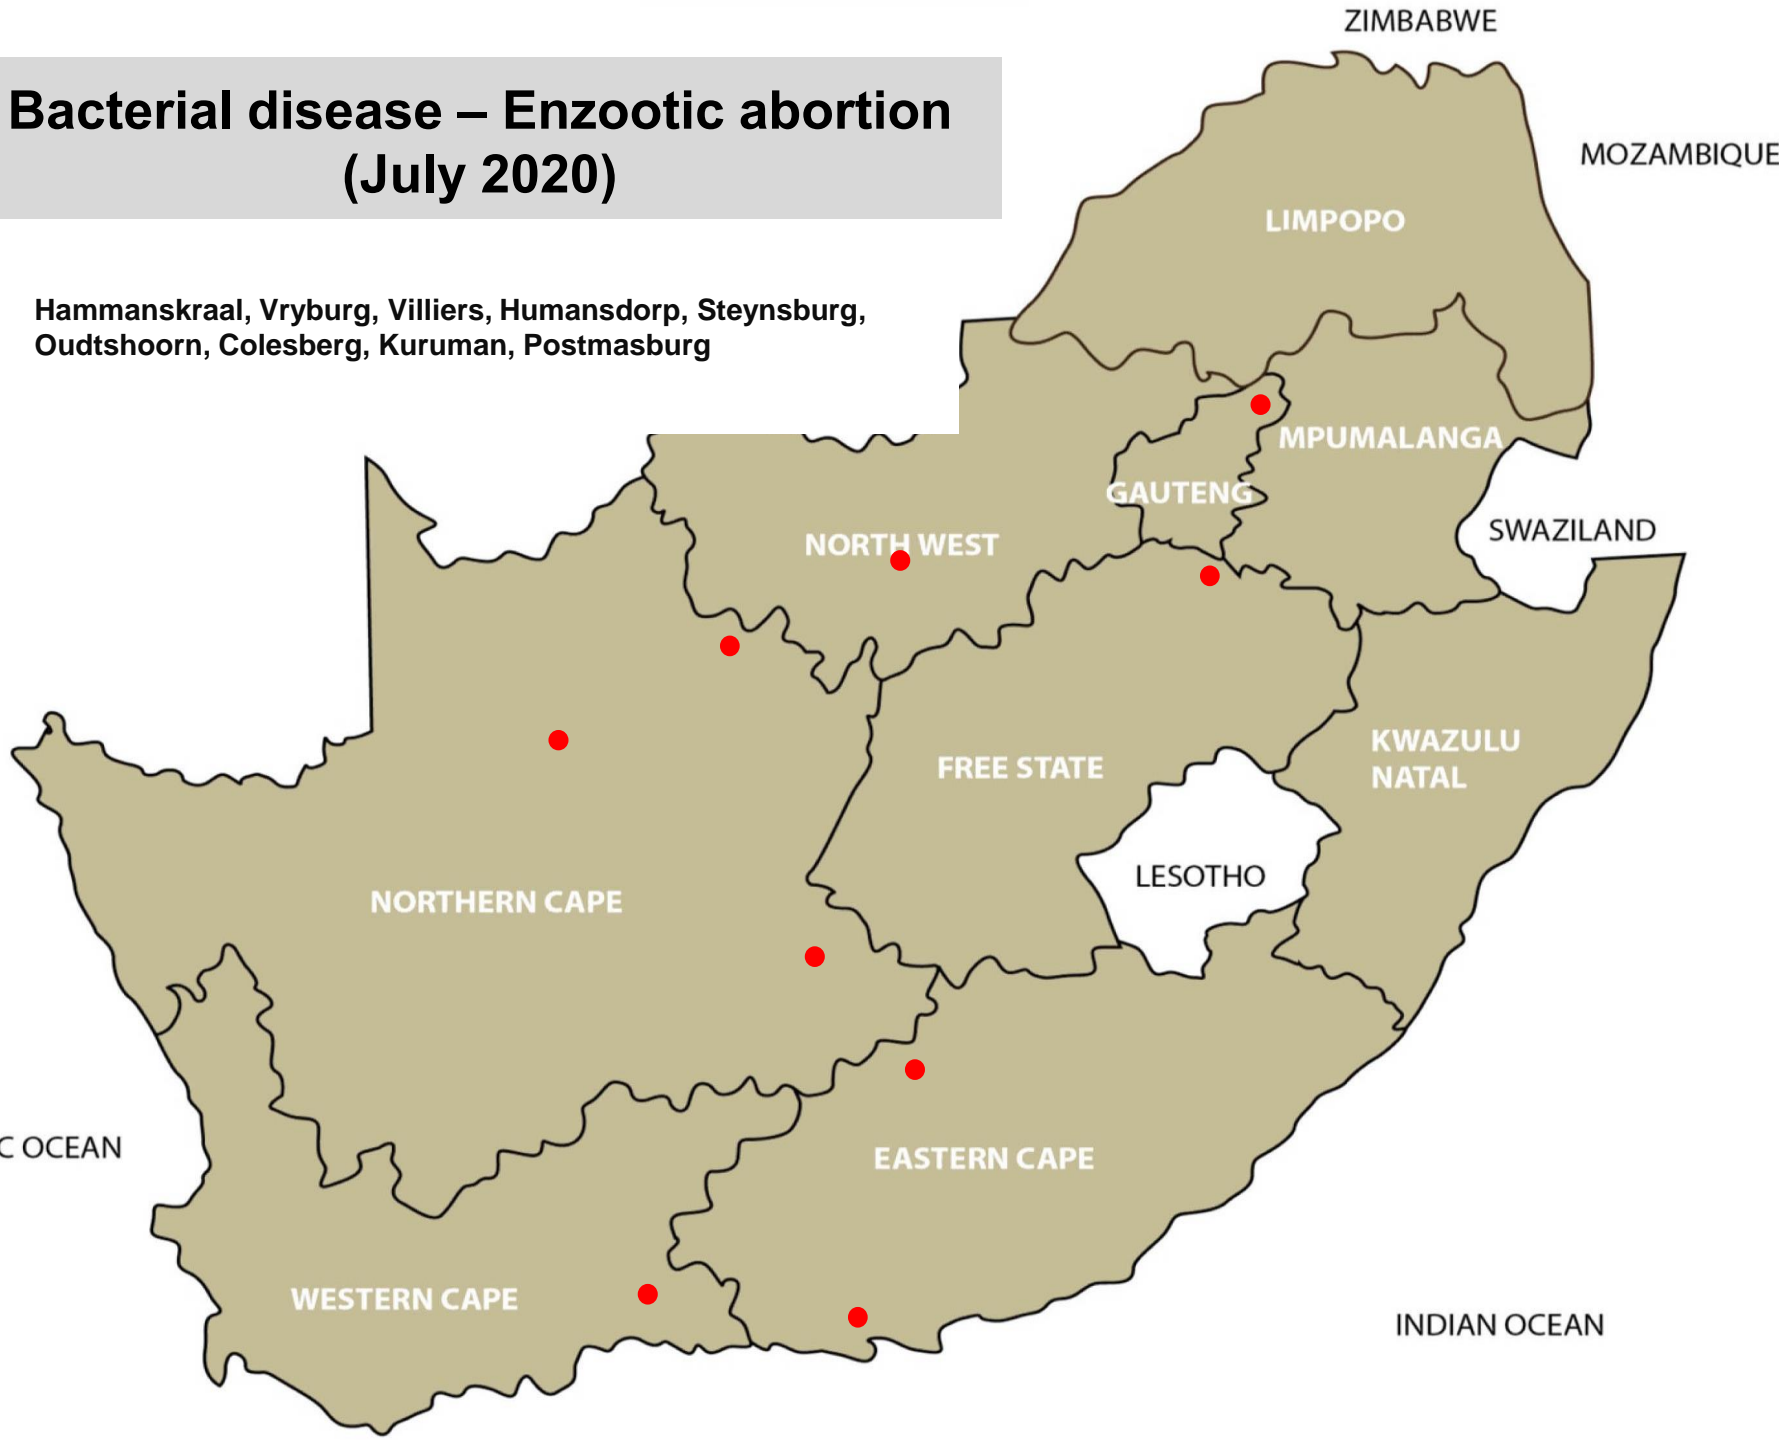 ZIMBABWE
Bacterial disease – Enzootic abortion
(July 2020)
MOZAMBIQUE
LIMPOPO
Hammanskraal, Vryburg, Villiers, Humansdorp, Steynsburg,
Oudtshoorn, Colesberg, Kuruman, Postmasburg
MPUMALANGA
GAUTENG
SWAZILAND
NORTH WEST
KWAZULU
NATAL
FREE STATE
LESOTHO
NORTHERN CAPE
C OCEAN
EASTERN CAPE
WESTERN CAPE
INDIAN OCEAN